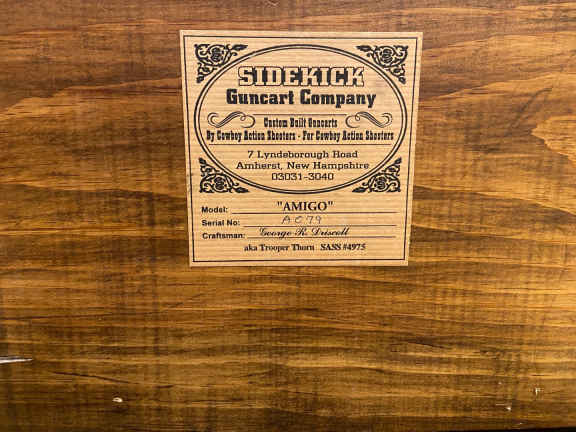 SIDEKICK
Guncart Company
Custom Built Guncarts
By Cowboy Action Shooters - For Cowboy Action Shooters
7 Lyndeborough Road
Amherst, New Hampshire
03031-3040
Model: "AMIGO"
Serial No: A079
Craftsman: George R. Driscoll
aka Trooper Thorn SASS #4975